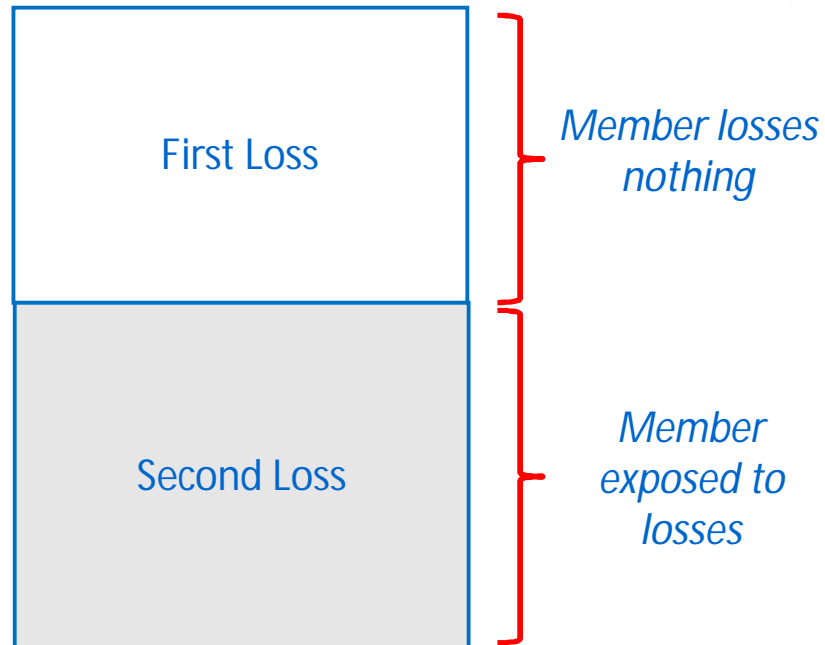 First Loss
Member losses
nothing
Second Loss
Member
exposed to
losses